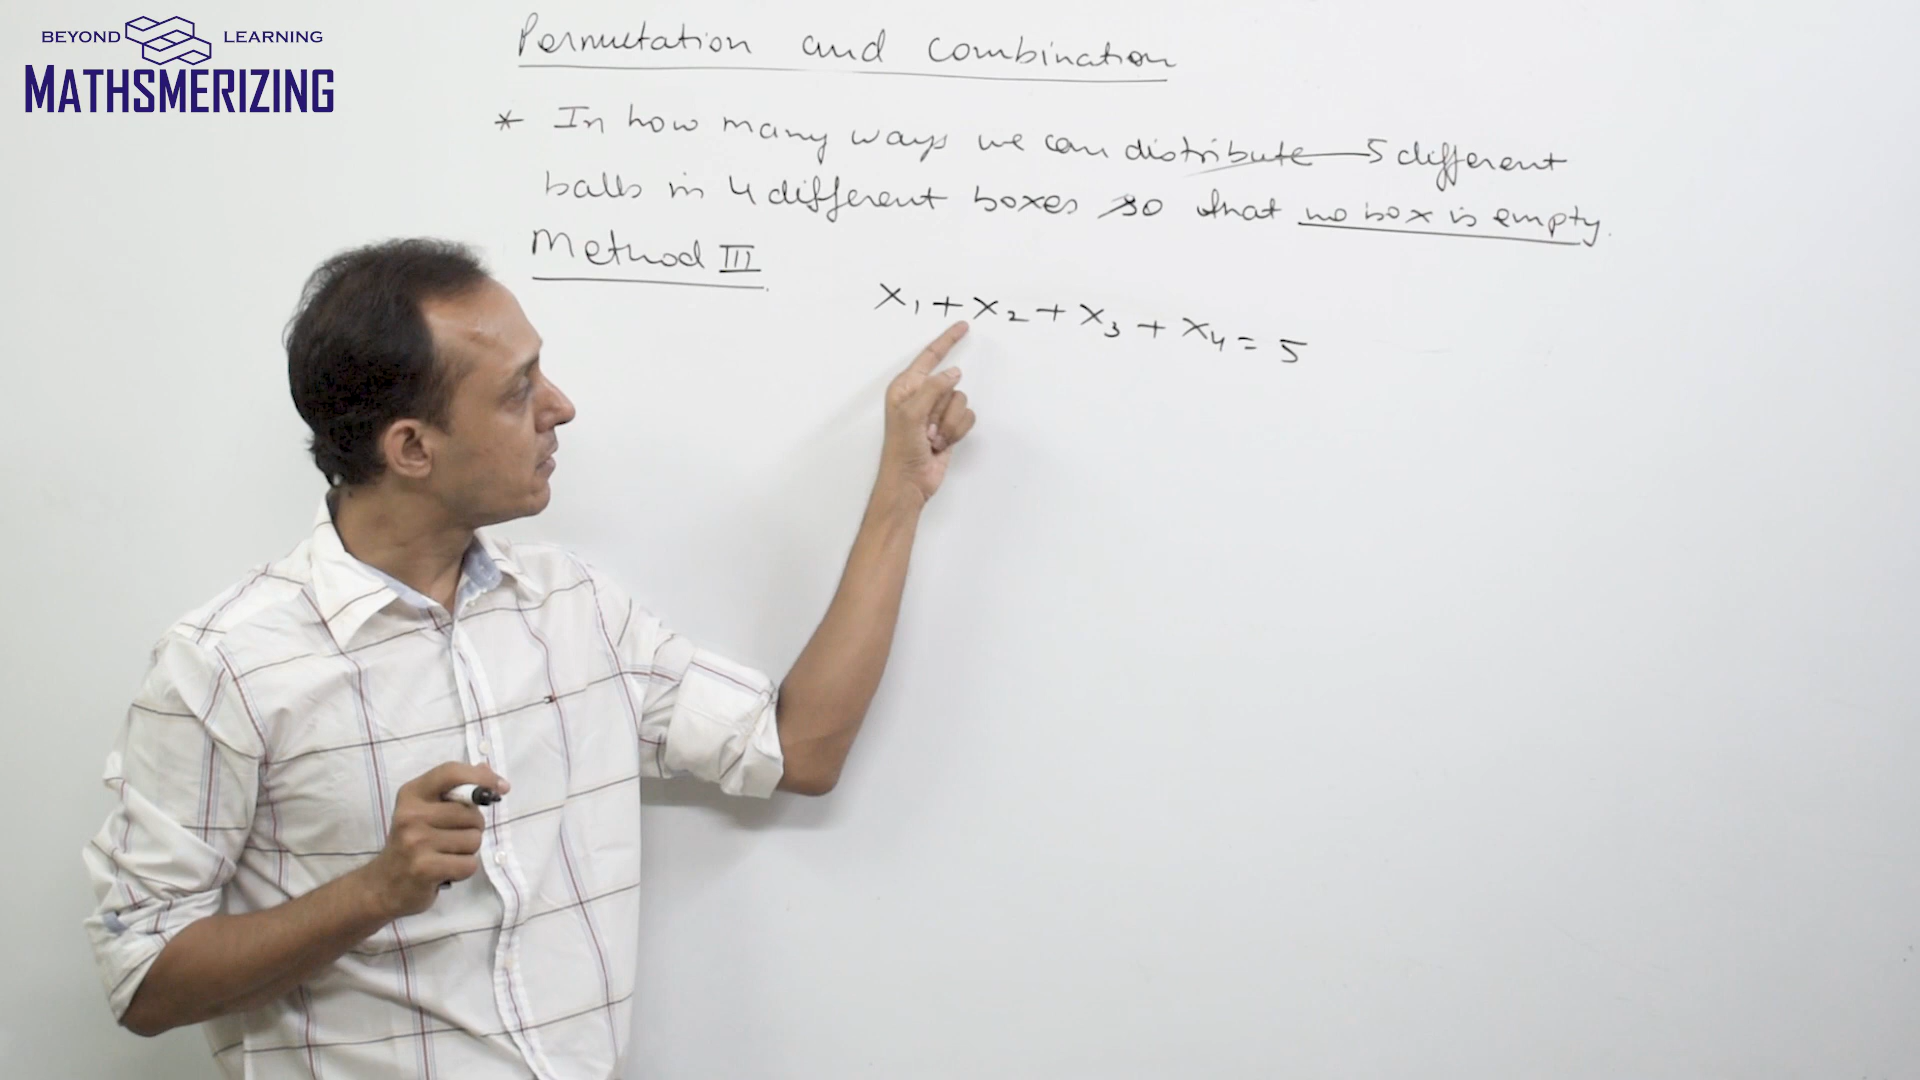 BEYOND LEARNING
MATHSMERIZING
Permutation and combination
* In how many ways we can distribute 5 different
balls in 4 different boxes so that no box is empty.
Method III
x₁ + x₂ + x₃ + x₄ = 5